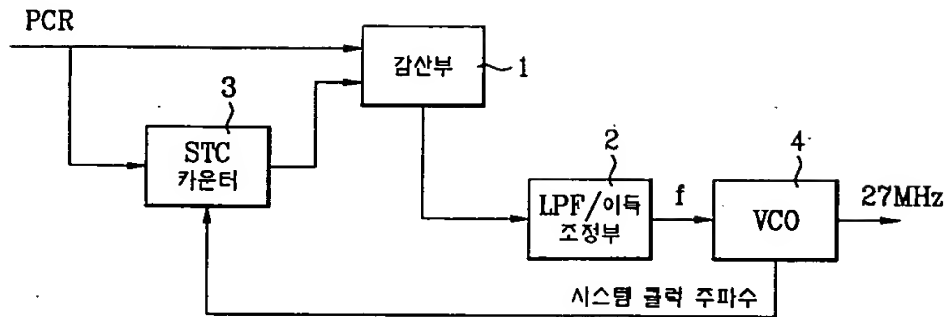 PCR
감산부
1
3
STC
카운터
2
LPF/이득
조정부
f
4
VCO
27MHz
시스템 클럭 주파수